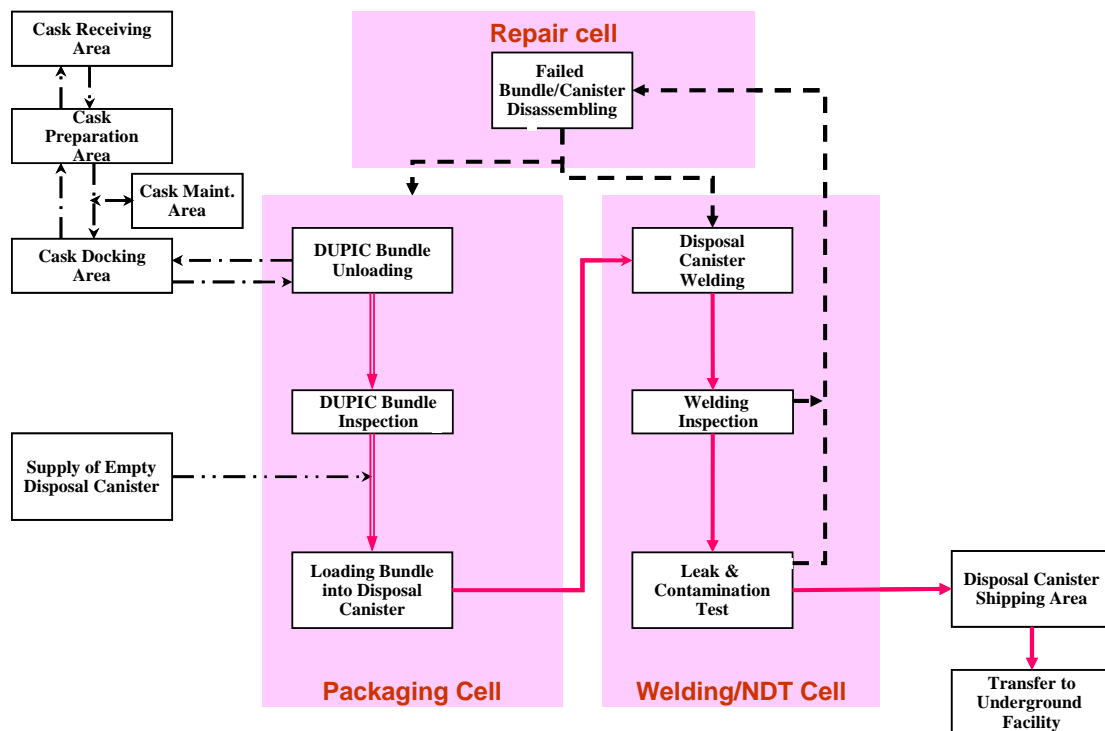 Cask Receiving
Area
Cask
Preparation
Area
Cask Maint.
Area
Cask Docking
Area
Supply of Empty
Disposal Canister
Repair cell
Failed
Bundle/Canister
Disassembling
DUPIC Bundle
Unloading
DUPIC Bundle
Inspection
Loading Bundle
into Disposal
Canister
Packaging Cell
Disposal
Canister
Welding
Welding
Inspection
Leak &
Contamination
Test
Welding/NDT Cell
Disposal Canister
Shipping Area
Transfer to
Underground
Facility